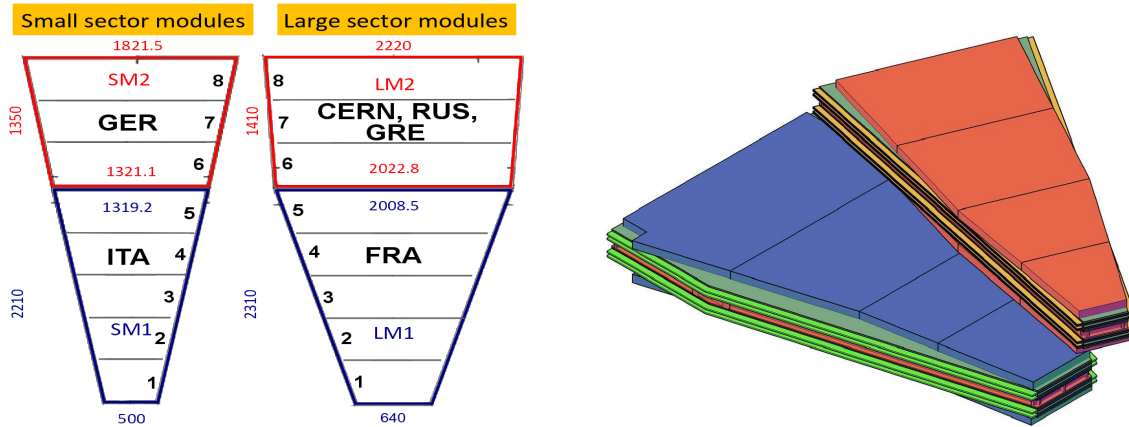 Small sector modules
Large sector modules
1821.5
2220
SM2
8
8
LM2
1350
GER
7
1410
7
CERN, RUS,
GRE
6
6
1321.1
2022.8
1319.2
5
5
2008.5
ITA
4
4
FRA
2210
3
2310
3
SM1
2
2
LM1
1
1
500
640